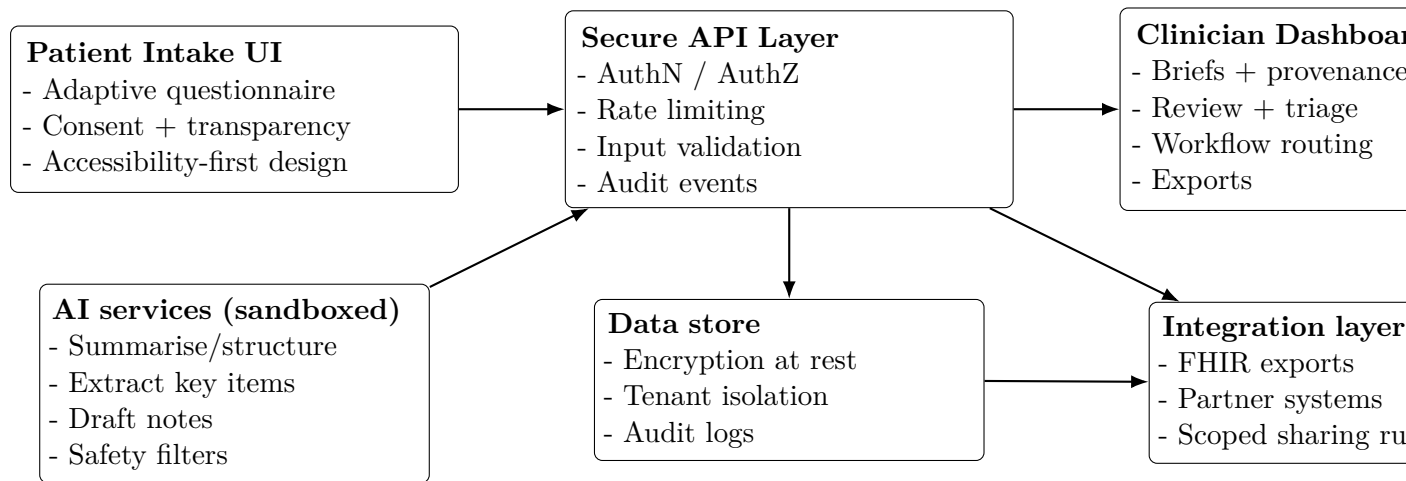 Patient Intake UI
- Adaptive questionnaire
- Consent + transparency
- Accessibility-first design
Secure API Layer
- AuthN / AuthZ
- Rate limiting
- Input validation
- Audit events
Clinician
- Briefs + provenance
- Review + triage
- Workflow routing
- Exports
AI services (sandboxed)
- Summarise/structure
- Extract key items
- Draft notes
- Safety filters
Data store
- Encryption at rest
- Tenant isolation
- Audit logs
Integration layer
- FHIR exports
- Partner systems
- Scoped sharing